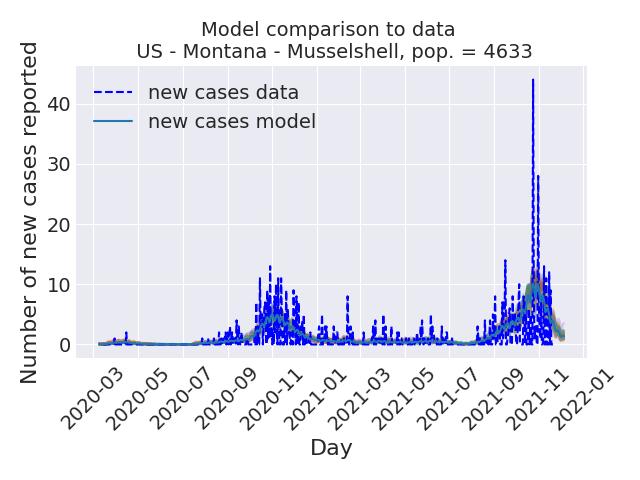 Model comparison to data
US - Montana - Musselshell, pop. = 4633
Number of new cases reported
new cases data
new cases model
40
30
20
10
0
2020-03
2020-05
2020-07
2020-09
2020-11
2021-01
2021-03
2021-05
2021-07
2021-09
2021-11
2022-01
Day